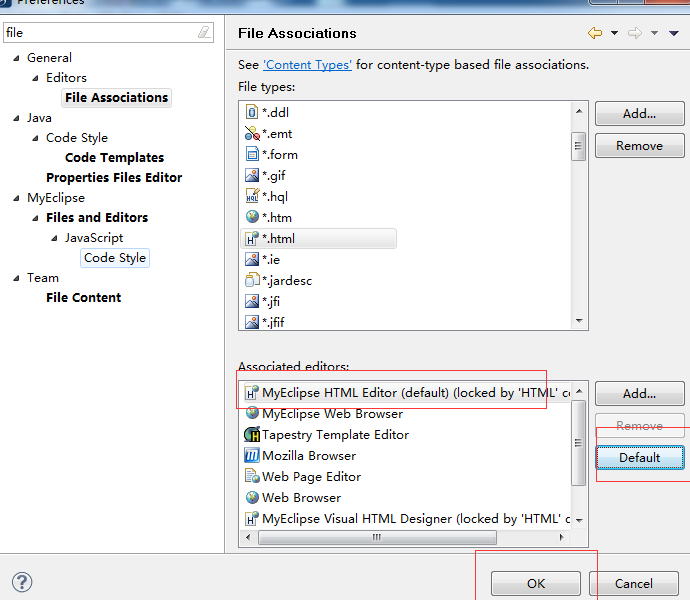 Preferences
file
General
Editors
File Associations
Java
Code Style
Code Templates
Properties Files Editor
MyEclipse
Files and Editors
JavaScript
Code Style
Team
File Content
File Associations
See 'Content Types' for content-type based file associations.
File types:
*.ddl
*.emt
*.form
*.gif
*.hql
*.htm
*.html
*.ie
*.jardesc
*.jfi
*.jfif
Add...
Remove
Associated editors:
MyEclipse HTML Editor (default) (locked by 'HTML' c
MyEclipse Web Browser
Tapestry Template Editor
Mozilla Browser
Web Page Editor
Web Browser
MyEclipse Visual HTML Designer (locked by 'HTML' c
Add...
Remove
Default
OK
Cancel